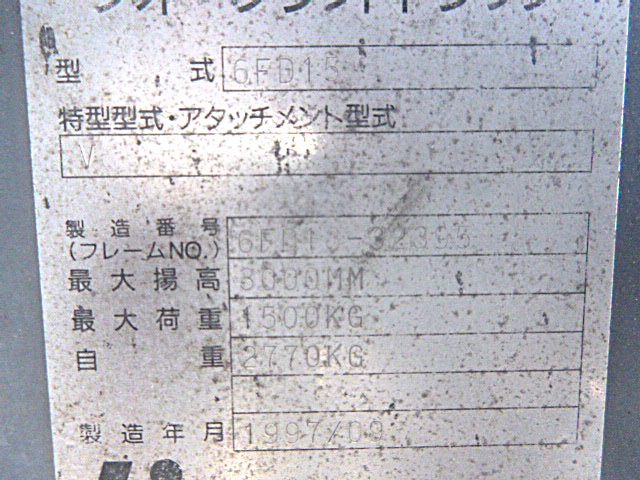 型式 6FD15
特型型式・アタッチメント型式
V
製造番号
(フレームNO.)
最大揚高 3000MM
最大荷重 1500KG
自重 2770KG
製造年月 1997/09